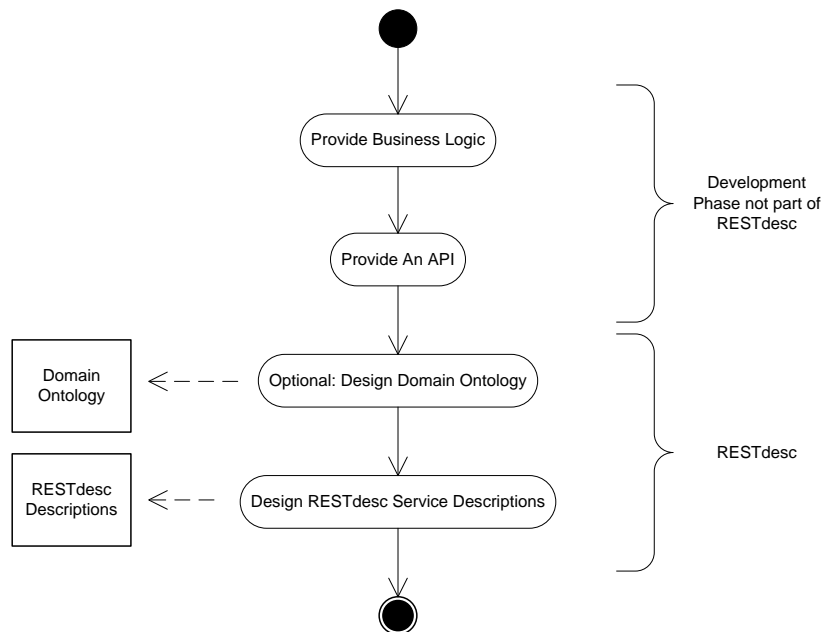 Provide Business Logic
Development
Phase not part of
RESTdesc
Provide An API
Domain
Ontology
Optional: Design Domain Ontology
RESTdesc
RESTdesc
Descriptions
Design RESTdesc Service Descriptions